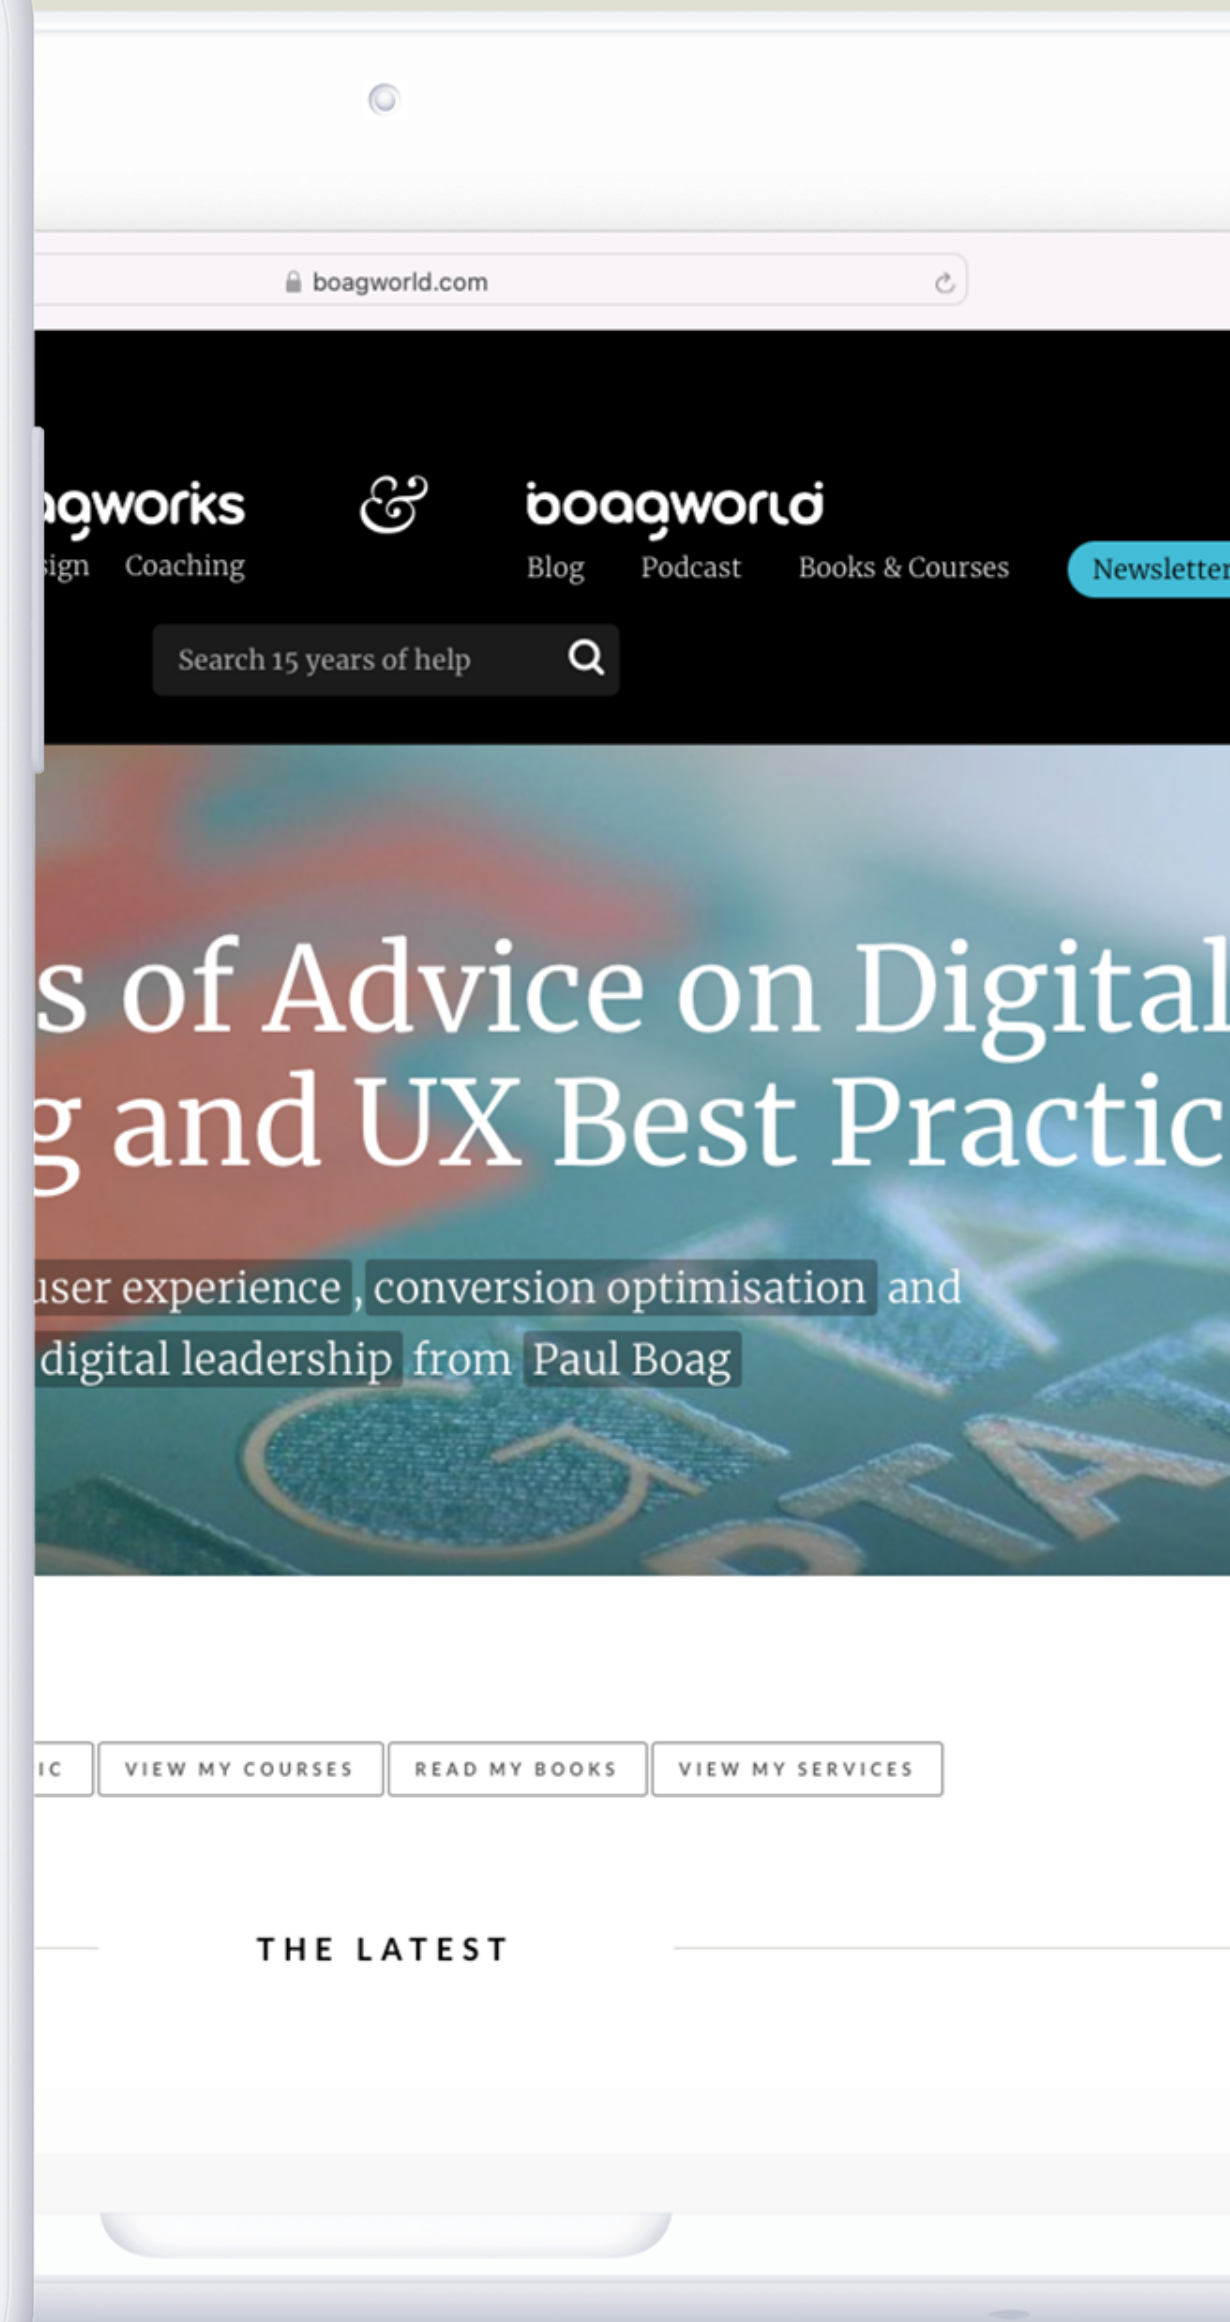 boagworld.com
agworks & boagworld
sign Coaching Blog Podcast Books & Courses Newsletter
Search 15 years of help
s of Advice on Digital
g and UX Best Practic
user experience , conversion optimisation and
digital leadership from Paul Boag
IC VIEW MY COURSES READ MY BOOKS VIEW MY SERVICES
THE LATEST